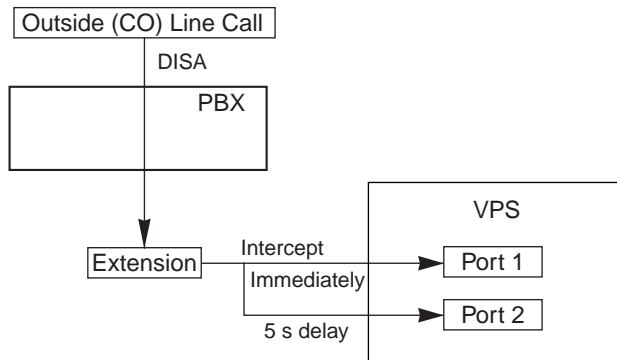 Outside (CO) Line Call
DISA
PBX
VPS
Extension
Intercept
Immediately
5 s delay
Port 1
Port 2